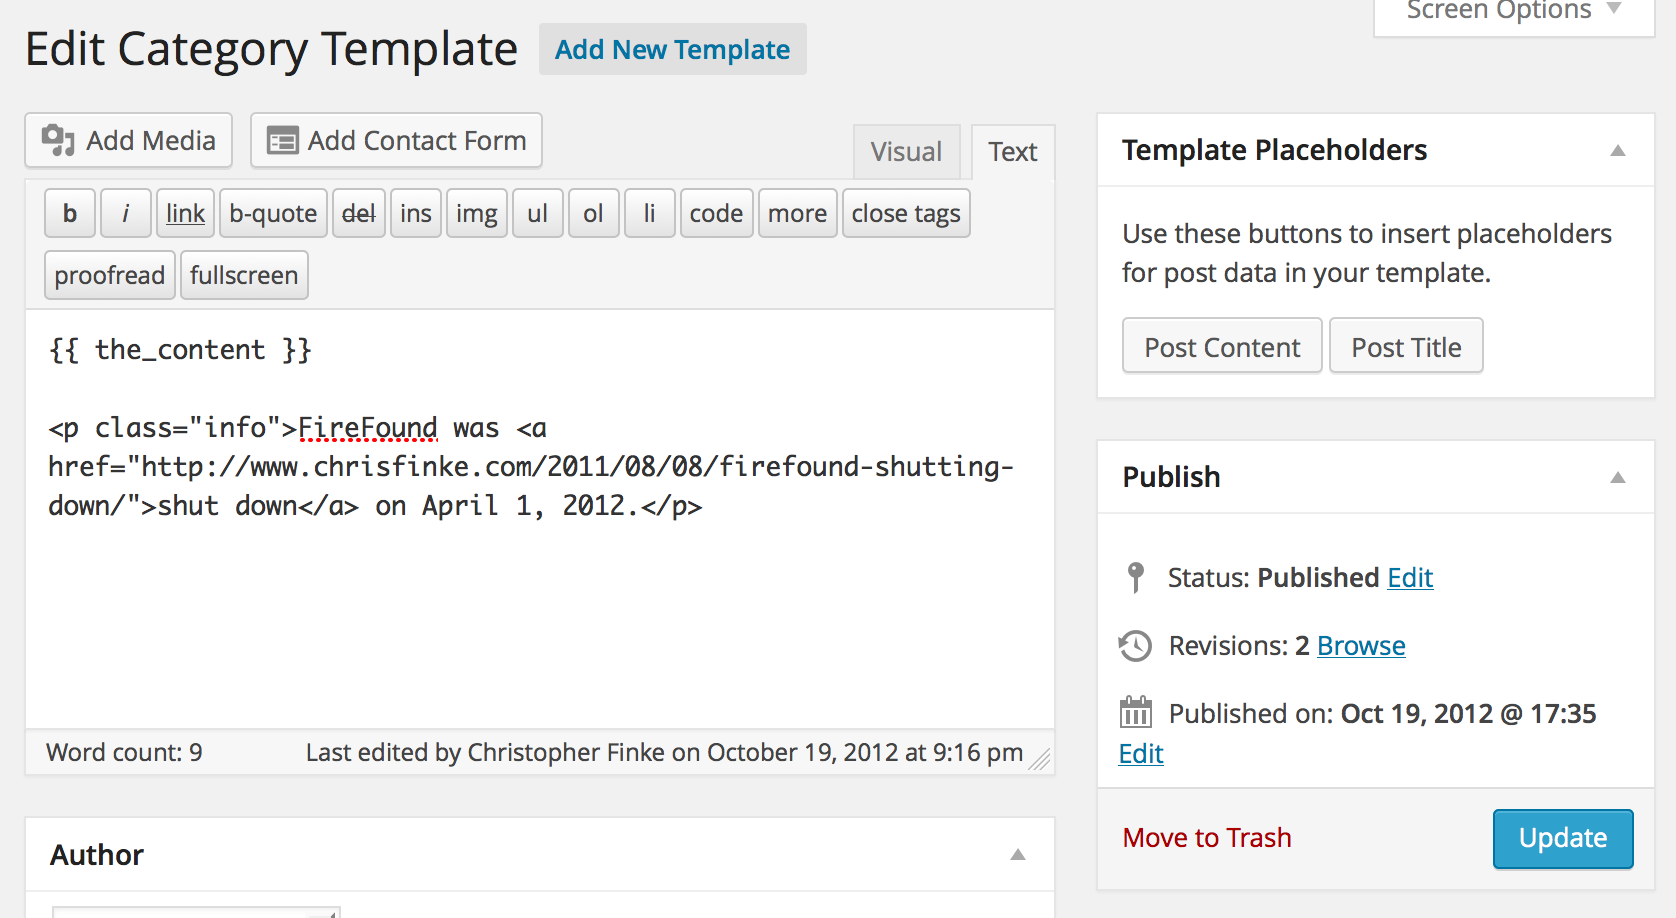 Screen Options
Edit Category Template Add New Template
Add Media Add Contact Form
Visual Text
b i link b-quote del ins img ul ol li code more close tags
proofread fullscreen
{{ the_content }}
<p class="info">FireFound was <a
href="http://www.chrisfinke.com/2011/08/08/firefound-shutting-
down/">shut down</a> on April 1, 2012.</p>
Word count: 9 Last edited by Christopher Finke on October 19, 2012 at 9:16 pm
Author
Template Placeholders
Use these buttons to insert placeholders
for post data in your template.
Post Content Post Title
Publish
Status: Published Edit
Revisions: 2 Browse
Published on: Oct 19, 2012 @ 17:35
Edit
Move to Trash Update